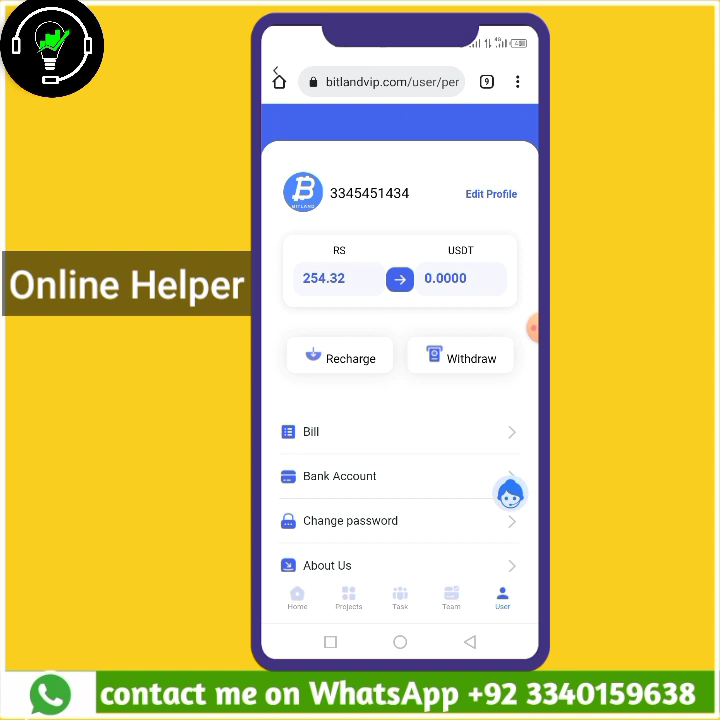 bitlandvip.com/user/per
9
BITLAND
3345451434
Edit Profile
RS
USDT
254.32
0.0000
Online Helper
Recharge
Withdraw
Bill
Bank Account
Change password
About Us
Home
Projects
Task
Team
User
contact me on WhatsApp +92 3340159638